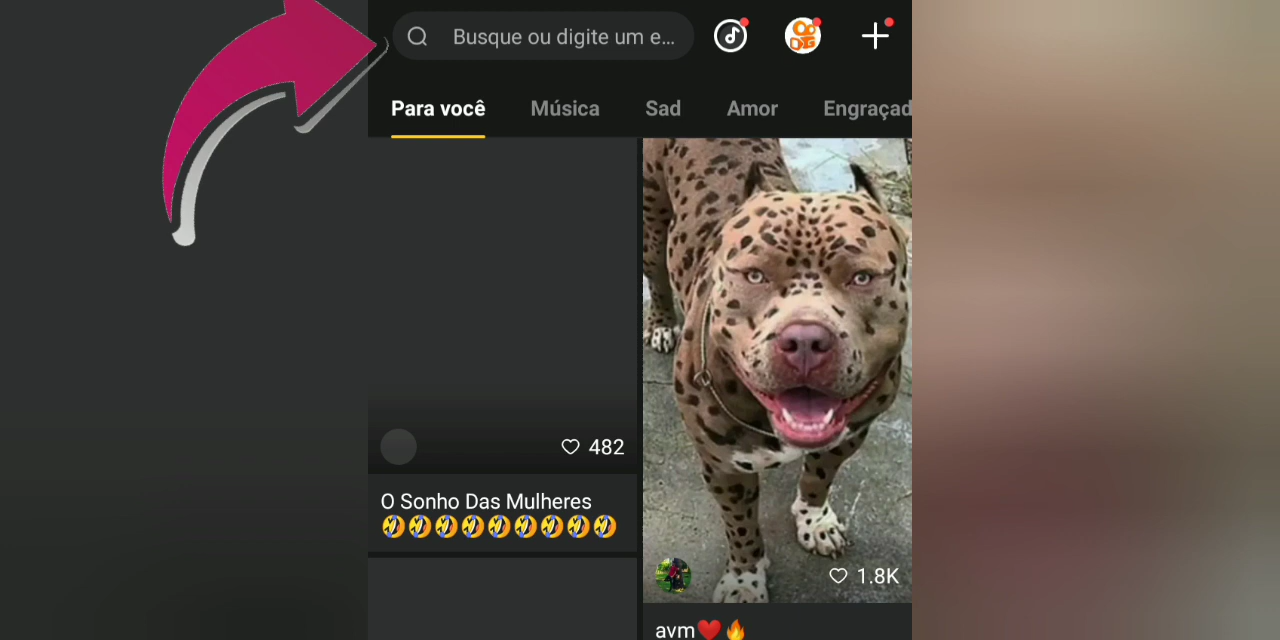 Busque ou digite um e...
Para você
Música
Sad
Amor
Engraçad
482
O Sonho Das Mulheres
🤣🤣🤣🤣🤣🤣🤣🤣🤣
1.8K
avm❤️🔥